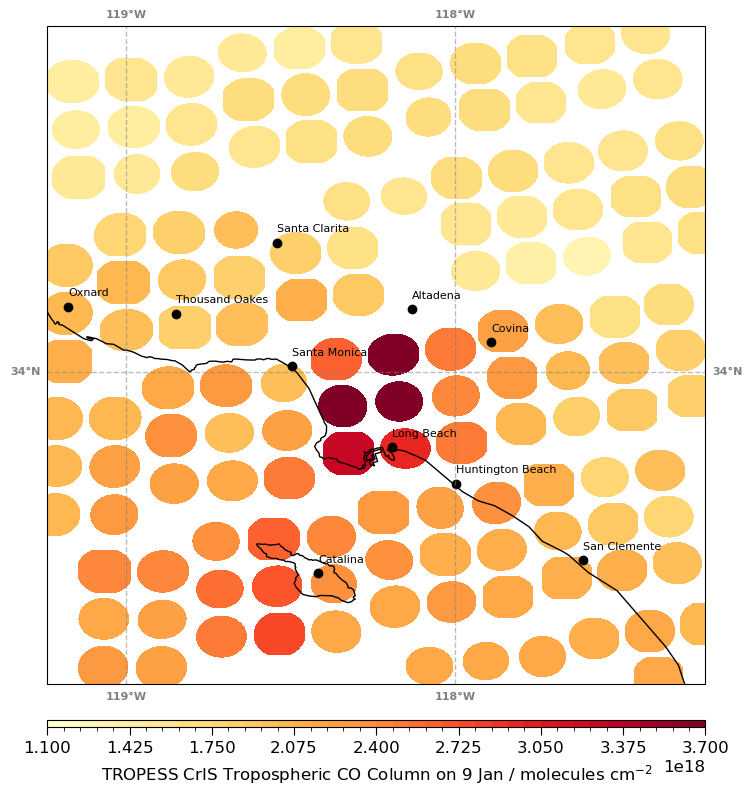 119°W 118°W
Santa Clarita
Oxnard
Altadena
Thousand Oakes
Covina
Santa Monica
34°N 34°N
Long Beach
Huntington Beach
San Clemente
Catalina
119°W 118°W
1.100 1.425 1.750 2.075 2.400 2.725 3.050 3.375 3.700
1e18
TROPESS CrIS Tropospheric CO Column on 9 Jan / molecules cm⁻²